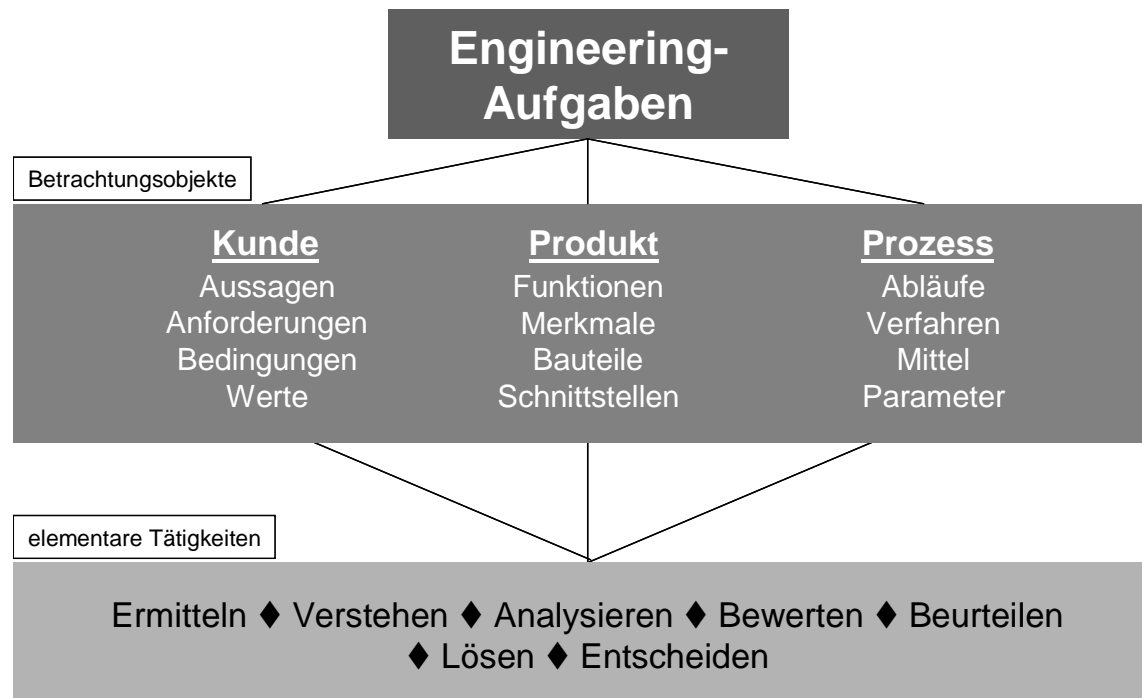 Engineering-
Aufgaben
Betrachtungsobjekte
Kunde
Aussagen
Anforderungen
Bedingungen
Werte
Produkt
Funktionen
Merkmale
Bauteile
Schnittstellen
Prozess
Abläufe
Verfahren
Mittel
Parameter
elementare Tätigkeiten
Ermitteln ♦ Verstehen ♦ Analysieren ♦ Bewerten ♦ Beurteilen
♦ Lösen ♦ Entscheiden